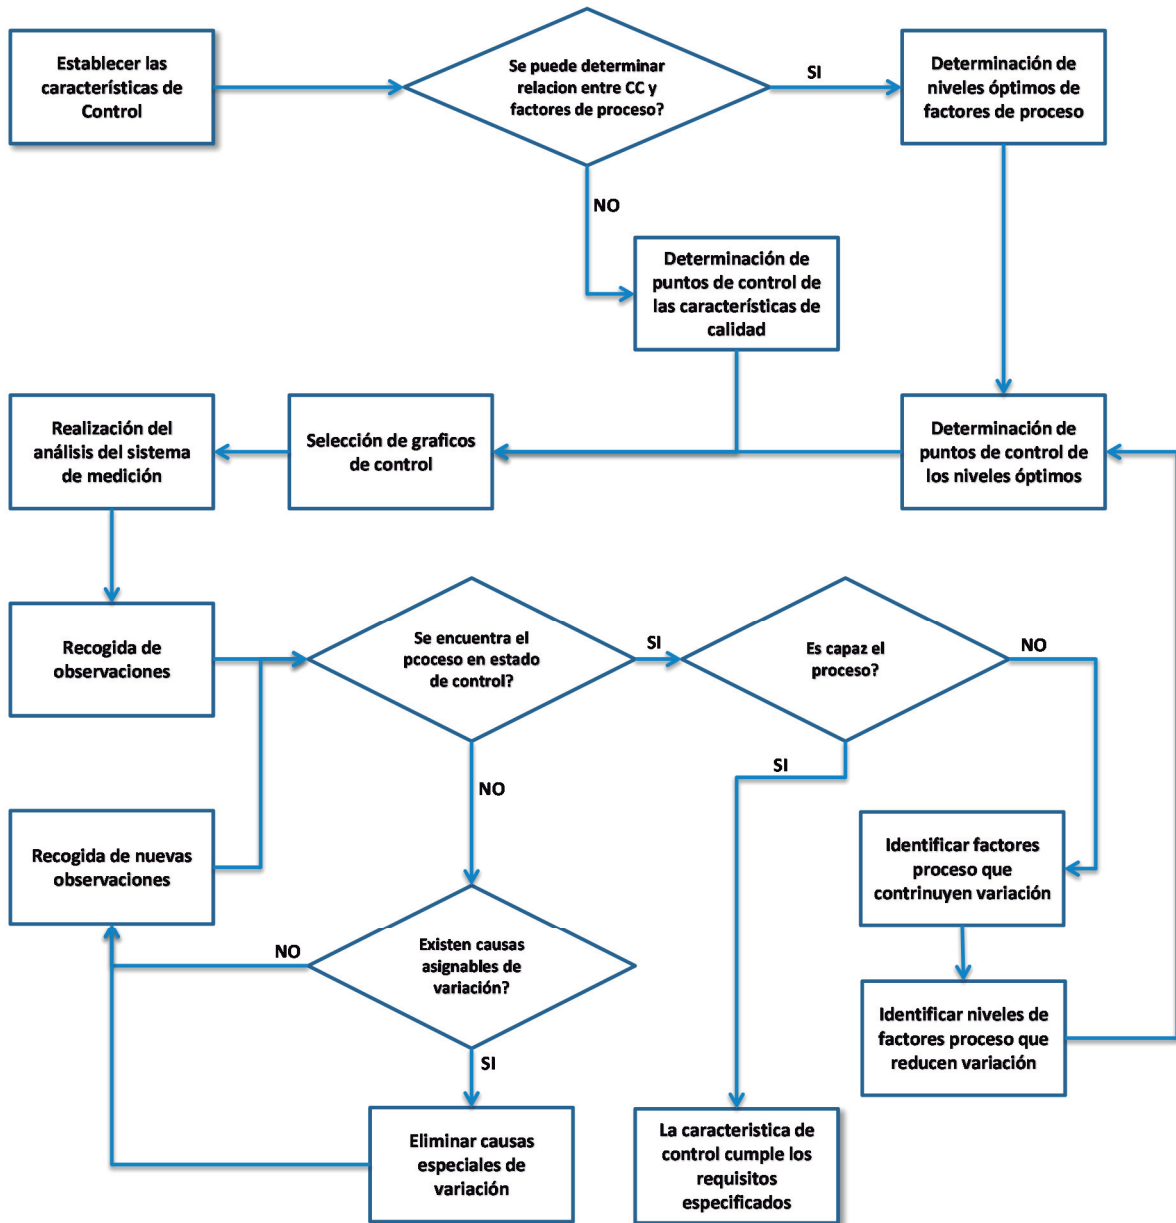 Establecer las
características de
Control
Se puede determinar
relacion entre CC y
factores de proceso?
SI
Determinación de
niveles óptimos de
factores de proceso
NO
Determinación de
puntos de control de
las características de
calidad
Realización del
análisis del sistema
de medición
Selección de graficos
de control
Determinación de
puntos de control de
los niveles óptimos
Recogida de
observaciones
Se encuentra el
pcoceso en estado
de control?
SI
Es capaz el
proceso?
NO
SI
NO
Recogida de nuevas
observaciones
Identificar factores
proceso que
contrinuyen variación
NO
Existen causas
asignables de
variación?
Identificar niveles de
factores proceso que
reducen variación
SI
Eliminar causas
especiales de
variación
La caracteristica de
control cumple los
requisitos
especificados